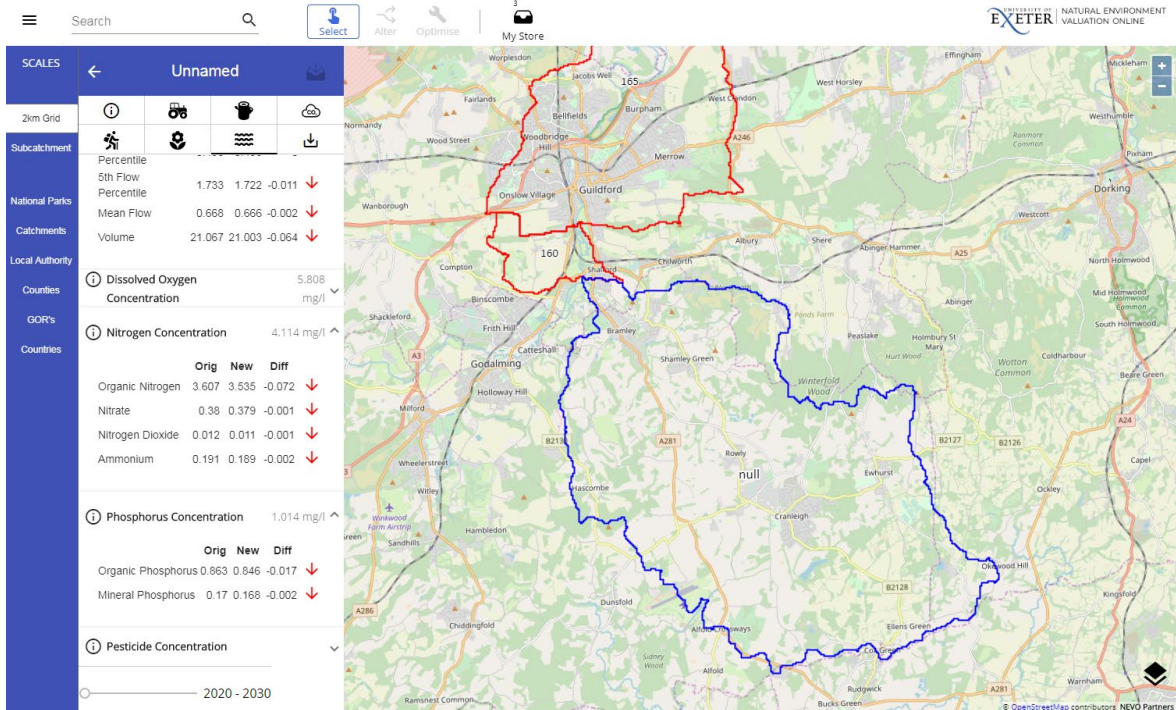 Search
Select
Alter
Optimise
3
My Store
UNIVERSITY OF
EXETER
NATURAL ENVIRONMENT
VALUATION ONLINE
SCALES
2km Grid
Subcatchment
National Parks
Catchments
Local Authority
Counties
GOR's
Countries
Unnamed
CO2
Percentile
5th Flow
Percentile 1.733 1.722 -0.011
Mean Flow 0.668 0.666 -0.002
Volume 21.067 21.003 -0.064
Dissolved Oxygen 5.808
Concentration mg/l
Nitrogen Concentration 4.114 mg/l
Orig New Diff
Organic Nitrogen 3.607 3.535 -0.072
Nitrate 0.38 0.379 -0.001
Nitrogen Dioxide 0.012 0.011 -0.001
Ammonium 0.191 0.189 -0.002
Phosphorus Concentration 1.014 mg/l
Orig New Diff
Organic Phosphorus 0.863 0.846 -0.017
Mineral Phosphorus 0.17 0.168 -0.002
Pesticide Concentration
2020 - 2030
Worplesdon
Effingham
Mickleham
Jacobs Well
165
West Horsley
Fairlands
West Clandon
Burpham
Bellfields
Westhumble
Normandy
Wood Street
Woodbridge
Hill
A246
Ranmore
Common
Merrow
Pixham
Guildford
Onslow Village
Dorking
Wanborough
Westcott
Albury
Shere
Abinger Hammer
160
A25
Compton
Shalford
Chilworth
North Holmwood
Binscombe
Mid Holmwood
Holmwood
Common
Shackleford
Ponds Farm
Abinger
Frith Hill
Bramley
Peaslake
Holmbury St
Mary
South Holmwood
A3
Catteshall
Shamley Green
Hurt Wood
Wotton
Common
Coldharbour
Godalming
Beare Green
Holloway Hill
Winterfold
Wood
Milford
A24
B213
A281
B2127
B2126
Rowly
Wheelerstreet
Capel
null
Ewhurst
Hascombe
Ockley
Witley
Winkwood
Farm Airstrip
Cranleigh
Hambledon
Sandhills
Okewood Hill
B2128
Kingsfold
Dunsfold
A286
Chiddingfold
Alfold Crossways
Ellens Green
Cox Green
Sidney
Wood
Alfold
Rudgwick
Warnham
A281
Ramsnest Common
Bucks Green
© OpenStreetMap contributors NEVO Partners